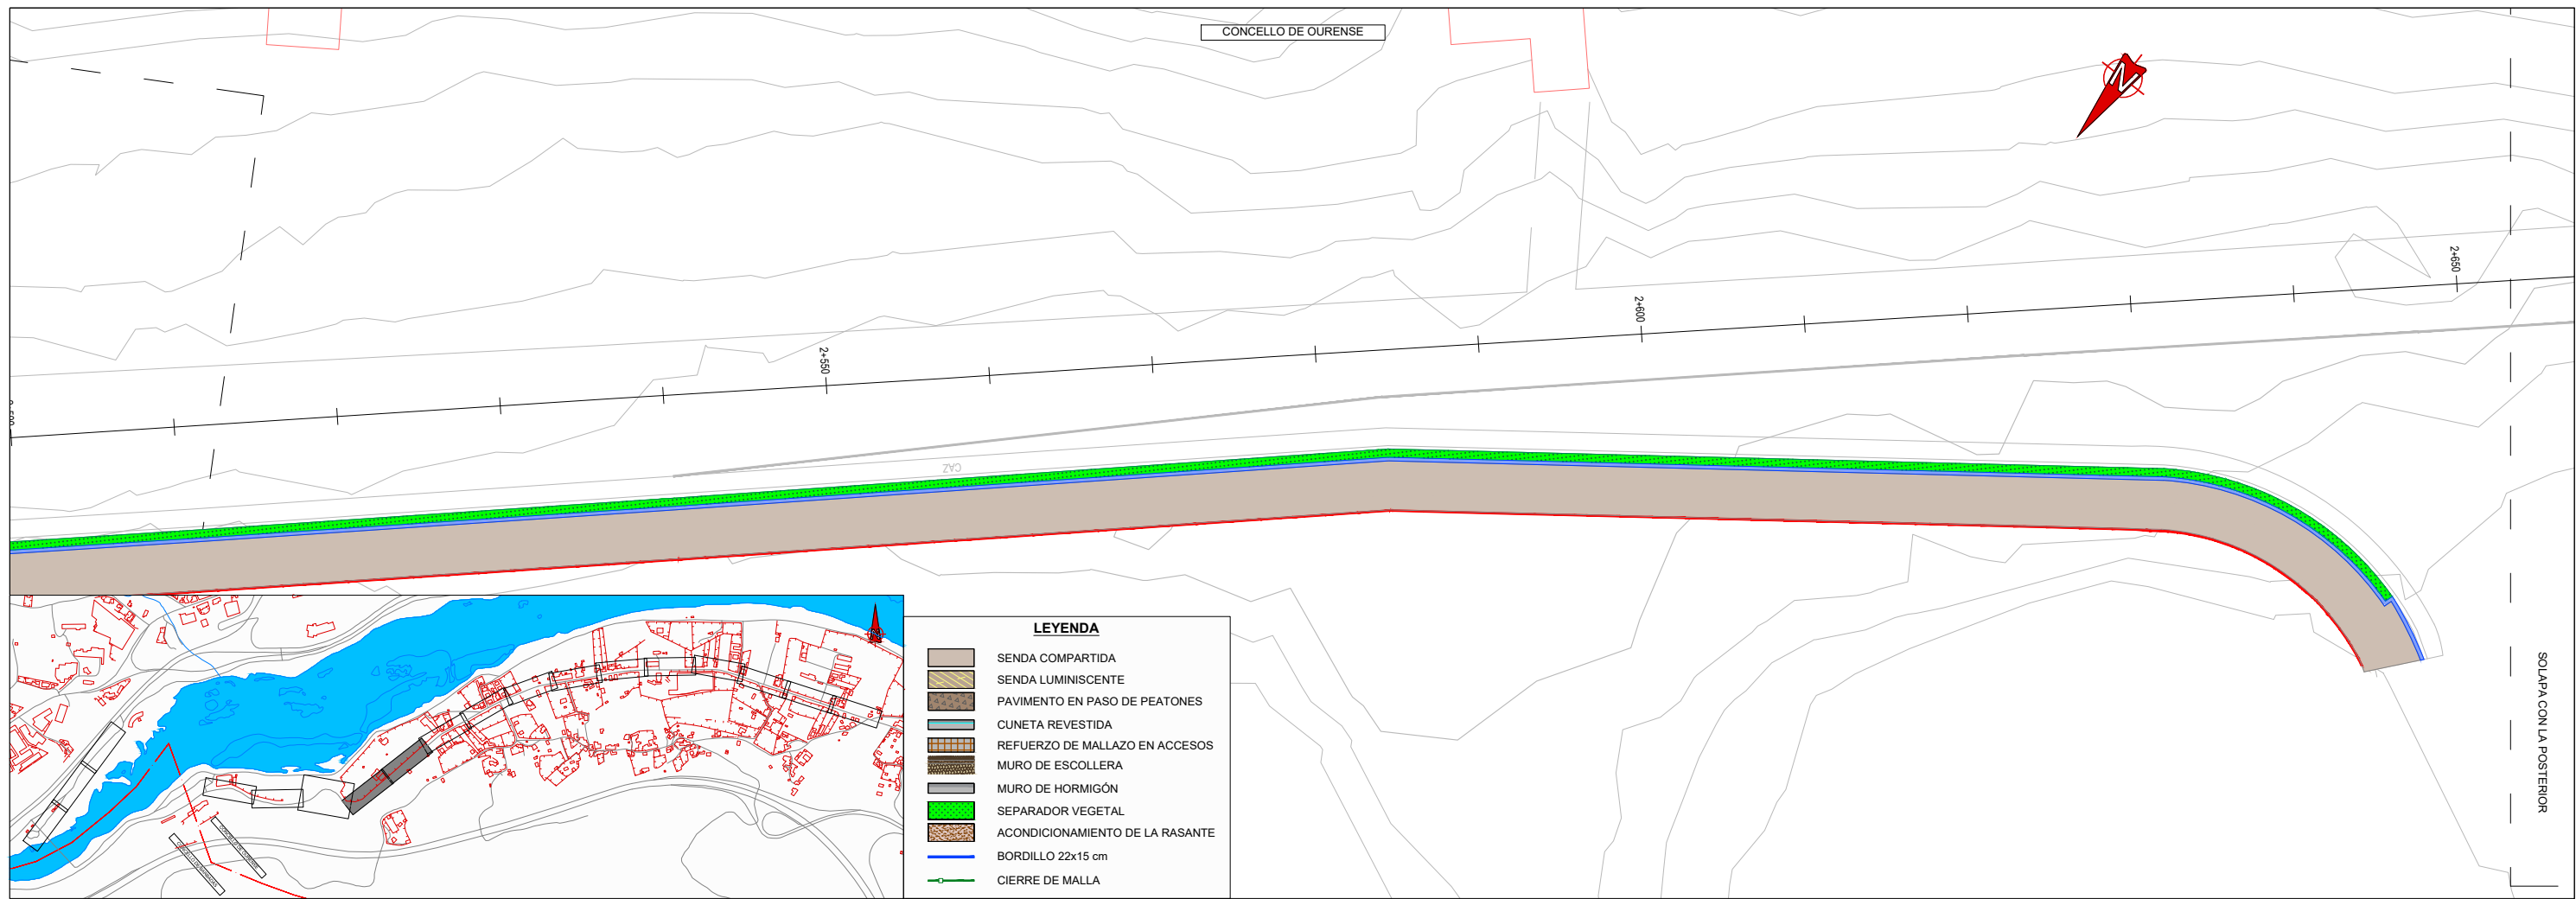 CONCELLO DE OURENSE
N
2+650
2+600
2+550
CAZ
SOLAPA CON LA POSTERIOR
LEYENDA
SENDA COMPARTIDA
SENDA LUMINISCENTE
PAVIMENTO EN PASO DE PEATONES
CUNETA REVESTIDA
REFUERZO DE MALLAZO EN ACCESOS
MURO DE ESCOLLERA
MURO DE HORMIGÓN
SEPARADOR VEGETAL
ACONDICIONAMIENTO DE LA RASANTE
BORDILLO 22x15 cm
CIERRE DE MALLA